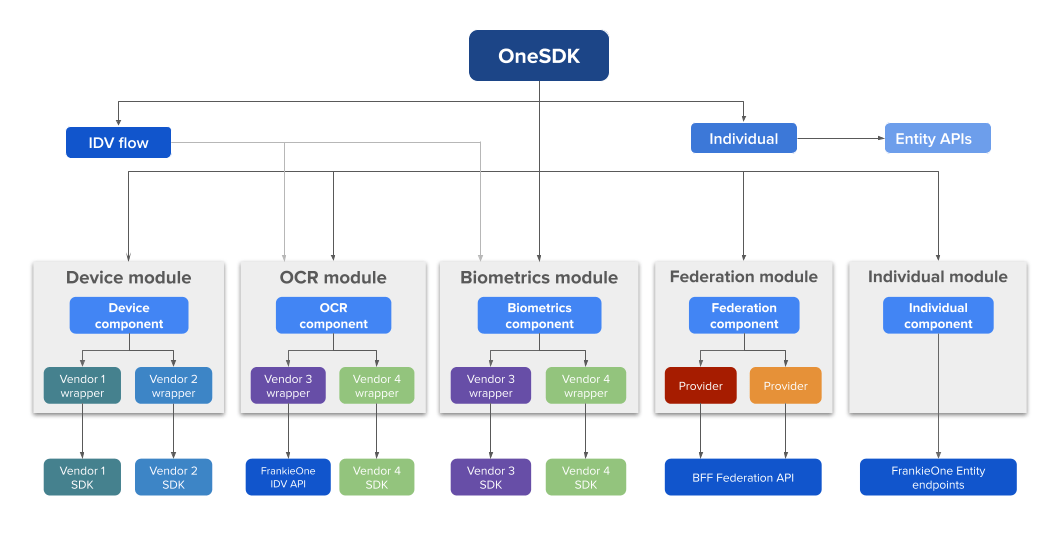 OneSDK
IDV flow
Individual
Entity APIs
Device module
OCR module
Biometrics module
Federation module
Individual module
Device
component
OCR
component
Biometrics
component
Federation
component
Individual
component
Vendor 1
wrapper
Vendor 2
wrapper
Vendor 3
wrapper
Vendor 4
wrapper
Vendor 3
wrapper
Vendor 4
wrapper
Provider
Provider
Vendor 1
SDK
Vendor 2
SDK
FrankieOne
IDV API
Vendor 4
SDK
Vendor 3
SDK
Vendor 4
SDK
BFF Federation API
FrankieOne Entity
endpoints